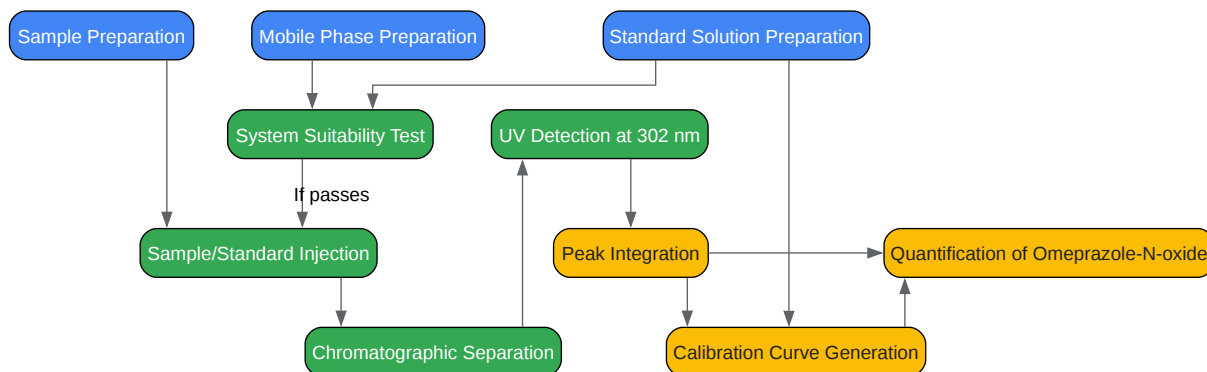 Sample Preparation
Mobile Phase Preparation
Standard Solution Preparation
System Suitability Test
UV Detection at 302 nm
If passes
Sample/Standard Injection
Peak Integration
Quantification of Omeprazole-N-oxide
Chromatographic Separation
Calibration Curve Generation